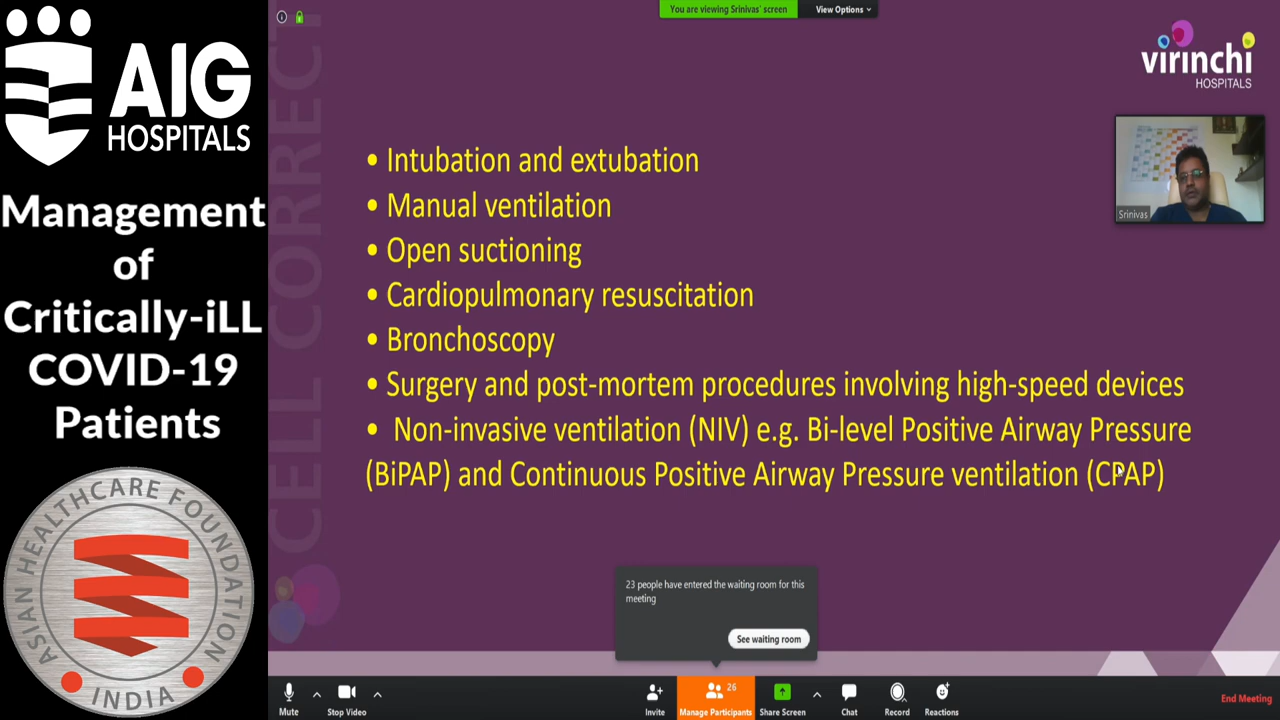 AIG
HOSPITALS
Management
of
Critically-iLL
COVID-19
Patients
ASIAN HEALTHCARE FOUNDATION
INDIA
You are viewing Srinivas' screen
View Options
virinchi
HOSPITALS
Srinivas
CELL CORRECT
• Intubation and extubation
• Manual ventilation
• Open suctioning
• Cardiopulmonary resuscitation
• Bronchoscopy
• Surgery and post-mortem procedures involving high-speed devices
• Non-invasive ventilation (NIV) e.g. Bi-level Positive Airway Pressure
(BiPAP) and Continuous Positive Airway Pressure ventilation (CPAP)
23 people have entered the waiting room for this
meeting
See waiting room
Mute
Stop Video
Invite
26
Manage Participants
Share Screen
Chat
Record
Reactions
End Meeting